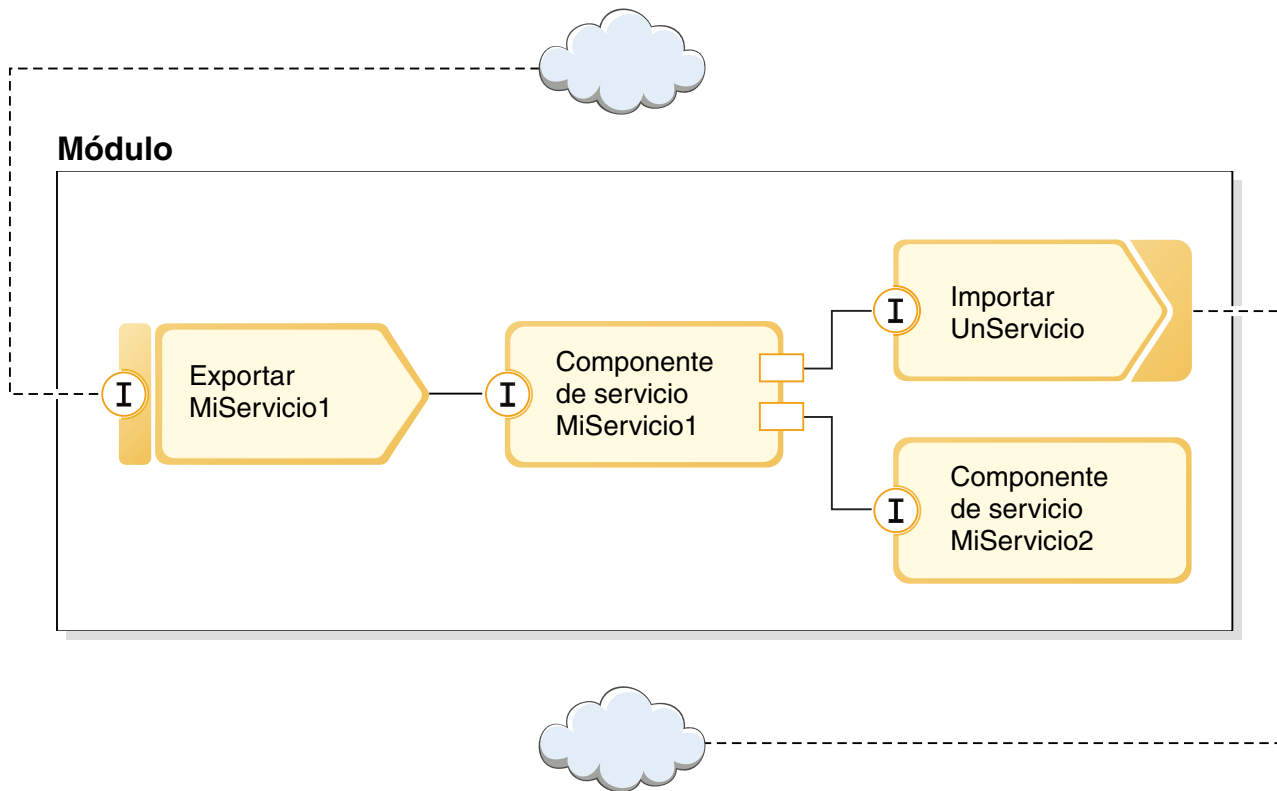 Módulo
I
Exportar
MiServicio1
I
Componente
de servicio
MiServicio1
I
Importar
UnServicio
I
Componente
de servicio
MiServicio2